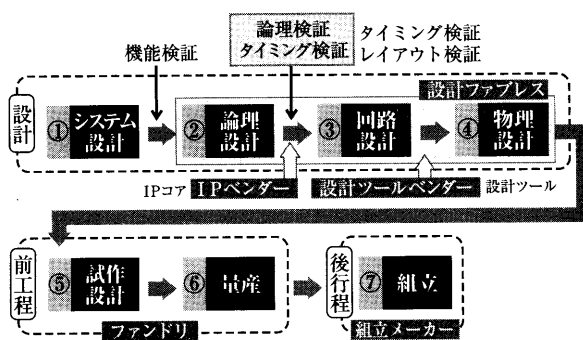 論理検証
タイミング検証
タイミング検証
レイアウト検証
機能検証
設計ファブレス
設計
①システム設計
②論理設計
③回路設計
④物理設計
IPコア
IPベンダー
設計ツールベンダー
設計ツール
前工程
⑤試作設計
⑥量産
ファンドリ
後行程
⑦組立
組立メーカー